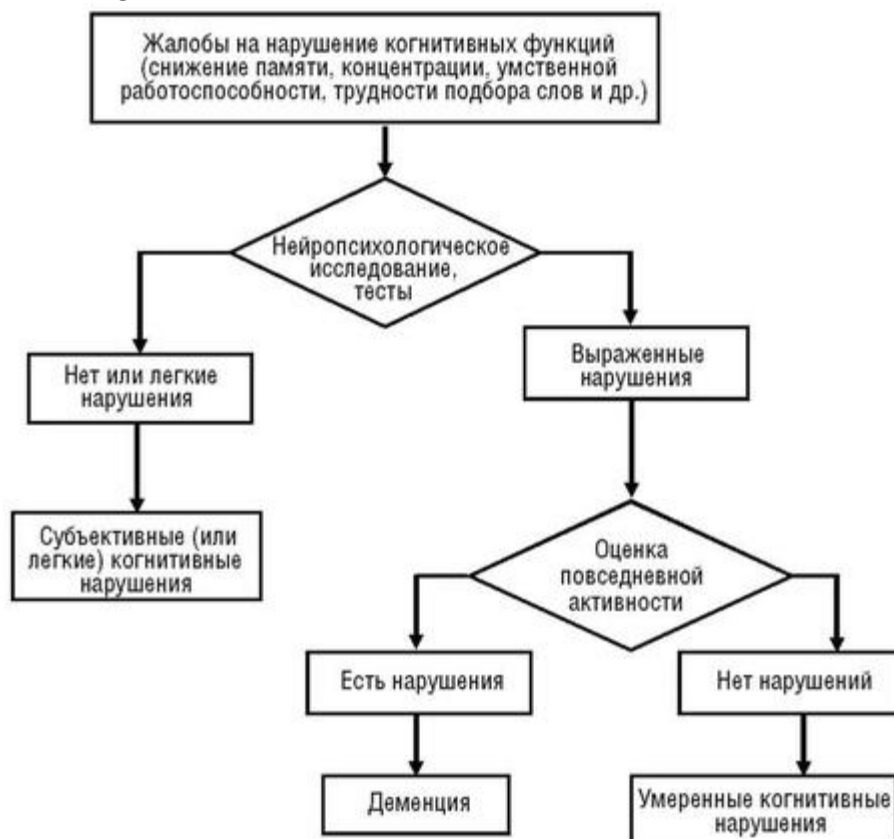 Жалобы на нарушение когнитивных функций
(снижение памяти, концентрации, умственной
работоспособности, трудности подбора слов и др.)
Нейропсихологическое
исследование,
тесты
Нет или легкие
нарушения
Выраженные
нарушения
Субъективные (или
легкие) когнитивные
нарушения
Оценка
повседневной
активности
Есть нарушения
Нет нарушений
Деменция
Умеренные когнитивные
нарушения